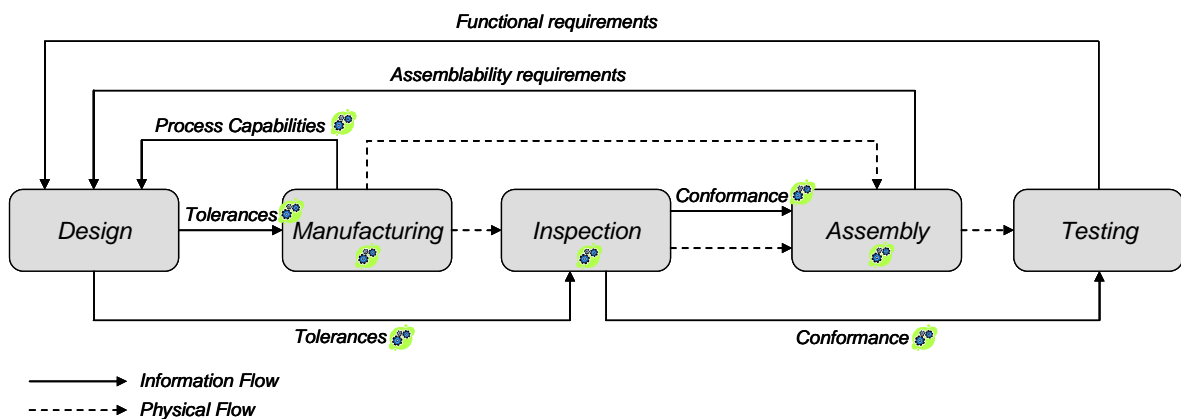 Functional requirements
Assemblability requirements
Process Capabilities
Design
Tolerances
Manufacturing
Inspection
Conformance
Assembly
Testing
Tolerances
Conformance
Information Flow
Physical Flow